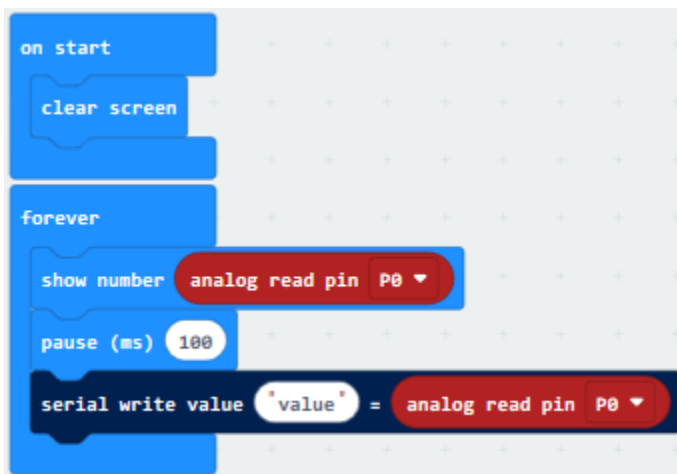 on start
clear screen
forever
show number analog read pin P0
pause (ms) 100
serial write value "value" = analog read pin P0